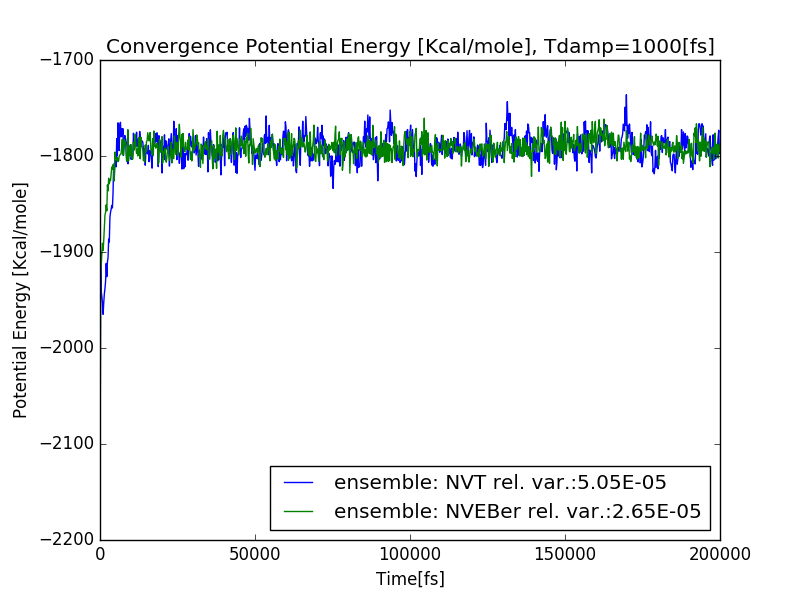 Convergence Potential Energy [Kcal/mole], Tdamp=1000[fs]
−1700
−1800
−1900
−2000
−2100
−2200
Potential Energy [Kcal/mole]
ensemble: NVT rel. var.:5.05E-05
ensemble: NVEBer rel. var.:2.65E-05
0 50000 100000 150000 200000
Time[fs]